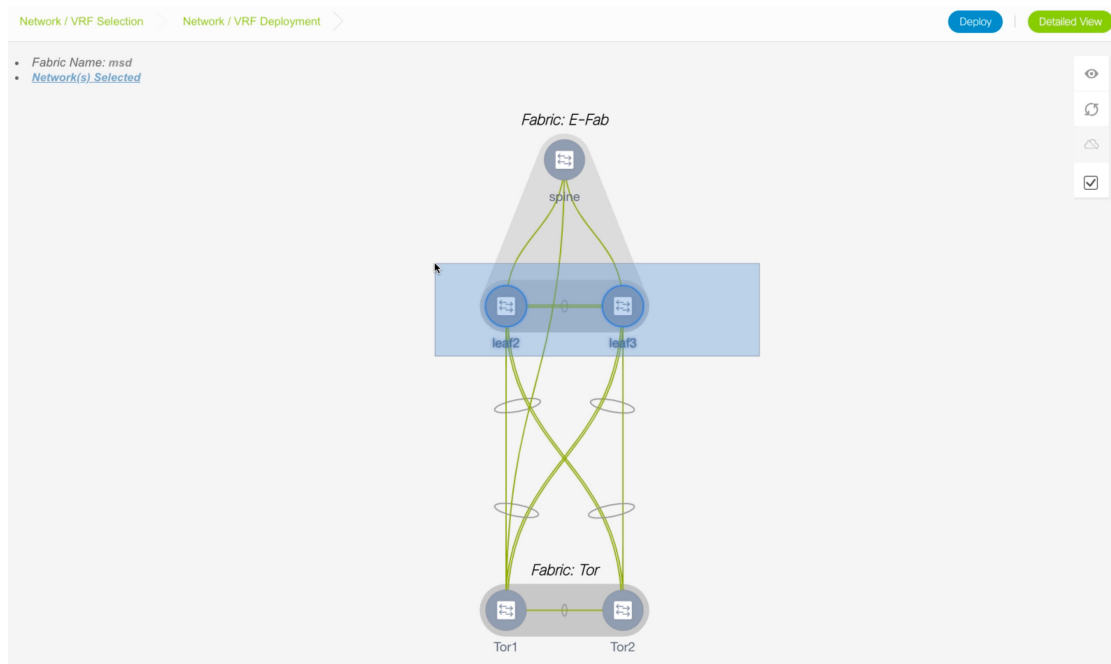 Network / VRF Selection
Network / VRF Deployment
Deploy
Detailed View
Fabric Name: msd
Network(s) Selected
Fabric: E-Fab
spine
leaf2
leaf3
Fabric: Tor
Tor1
Tor2